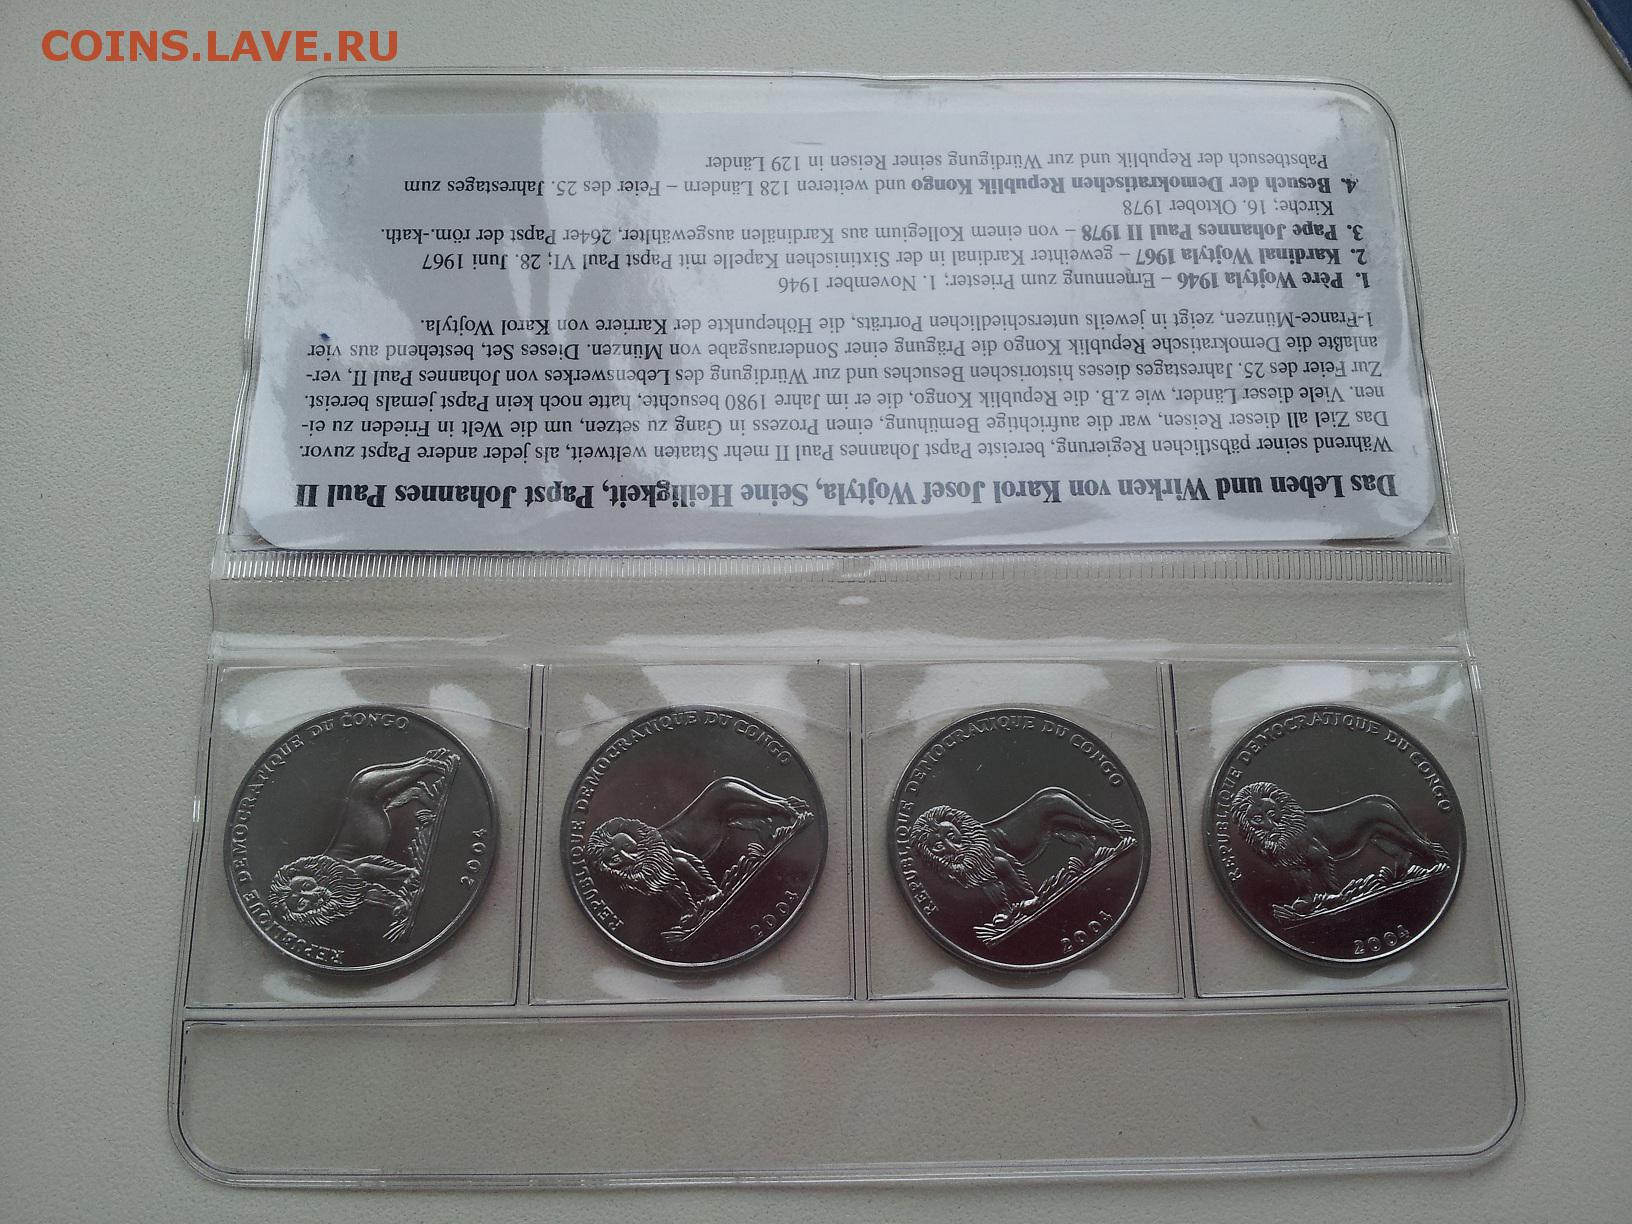 COINS.LAVE.RU
Das Leben und Wirken von Karol Josef Wojtyla, Seine Heiligkeit, Papst Johannes Paul II
Während seiner päbstlichen Regierung, bereiste Papst Johannes Paul II mehr Staaten weltweit, als jeder andere Papst zuvor.
Das Ziel all dieser Reisen, war die aufrichtige Bemühung, einen Prozess in Gang zu setzen, um die Welt in Frieden zu ei-
nen. Viele dieser Länder, wie z.B. die Republik Kongo, die er im Jahre 1980 besuchte, hatte noch kein Papst jemals bereist.
Zur Feier des 25. Jahrestages dieses historischen Besuches und zur Würdigung des Lebenswerkes von Johannes Paul II, ver-
anlaßte die Demokratische Republik Kongo die Prägung einer Sonderausgabe von Münzen. Dieses Set, bestehend aus vier
1-France-Münzen, zeigt in jeweils unterschiedlichen Porträts, die Höhepunkte der Karriere von Karol Wojtyla.
1. Père Wojtyla 1946 – Ernennung zum Priester; 1. November 1946
2. Kardinal Wojtyla 1967 – geweihter Kardinal in der Sixtinischen Kapelle mit Papst Paul VI; 28. Juni 1967
3. Pape Johannes Paul II 1978 – von einem Kollegium aus Kardinälen ausgewählter, 264er Papst der röm.-kath.
Kirche; 16. Oktober 1978
4. Besuch der Demokratischen Republik Kongo und weiteren 128 Ländern – Feier des 25. Jahrestages zum
Pabstbesuch der Republik und zur Würdigung seiner Reisen in 129 Länder
REPUBLIQUE DEMOCRATIQUE DU CONGO
2004
REPUBLIQUE DEMOCRATIQUE DU CONGO
2004
REPUBLIQUE DEMOCRATIQUE DU CONGO
2004
REPUBLIQUE DEMOCRATIQUE DU CONGO
2004